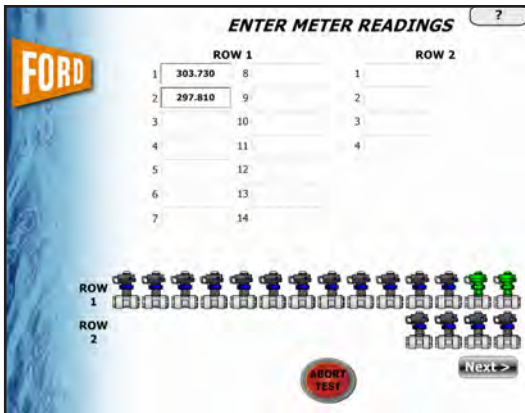 ?
ENTER METER READINGS
FORD
ROW 1 ROW 2
1 303.730 8 1
2 297.810 9 2
3 10 3
4 11 4
5 12
6 13
7 14
ROW
1
ROW
2
ABORT
TEST
Next >